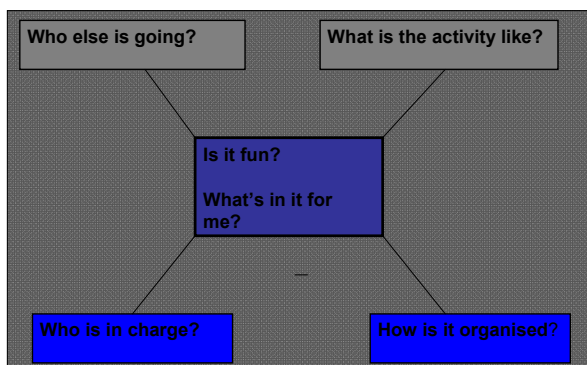 Who else is going?
What is the activity like?
Is it fun?
What's in it for
me?
Who is in charge?
How is it organised?